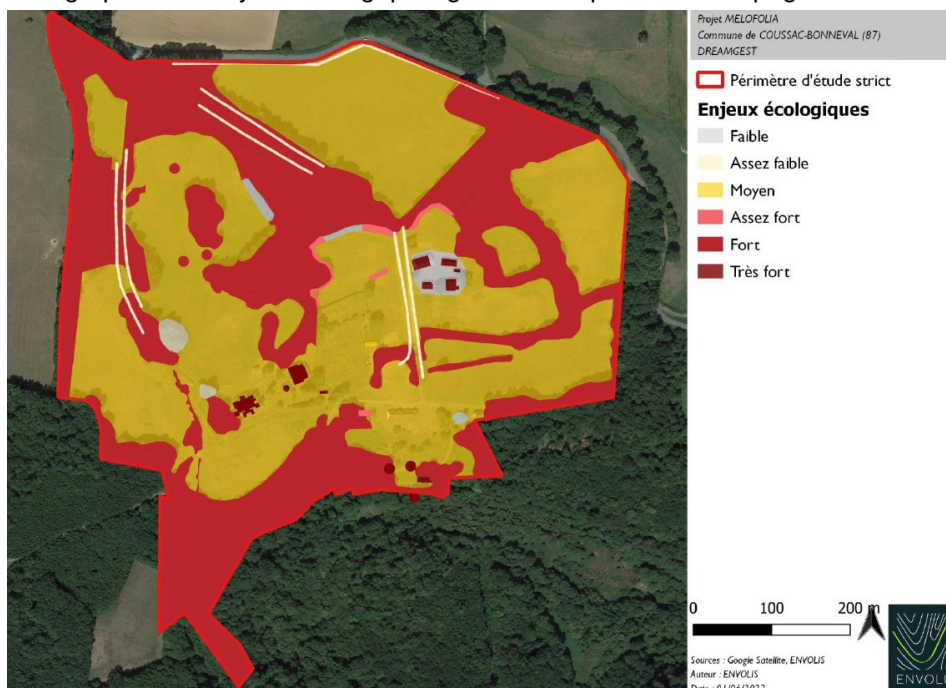 Projet MELOFOLIA
Commune de COUSSAC-BONNEVAL (87)
DREAMGEST
Périmètre d'étude strict
Enjeux écologiques
Faible
Assez faible
Moyen
Assez fort
Fort
Très fort
0 100 200 m
Sources : Google Satellite, ENVOLIS
Auteur : ENVOLIS